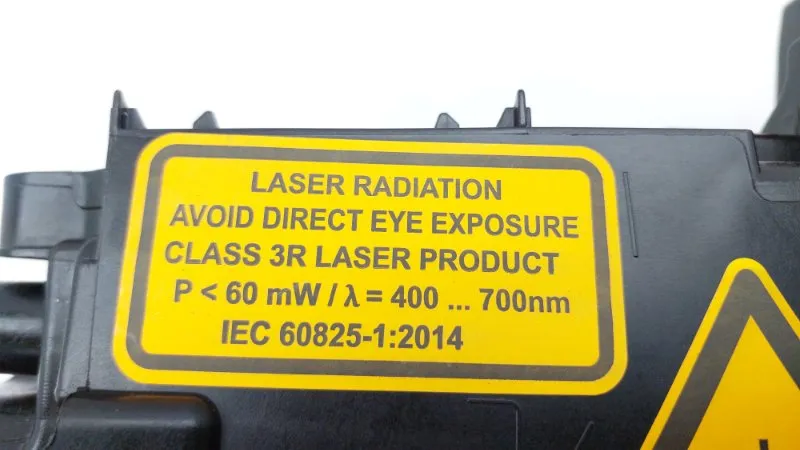 LASER RADIATION
AVOID DIRECT EYE EXPOSURE
CLASS 3R LASER PRODUCT
P < 60 mW / λ = 400 ... 700nm
IEC 60825-1:2014